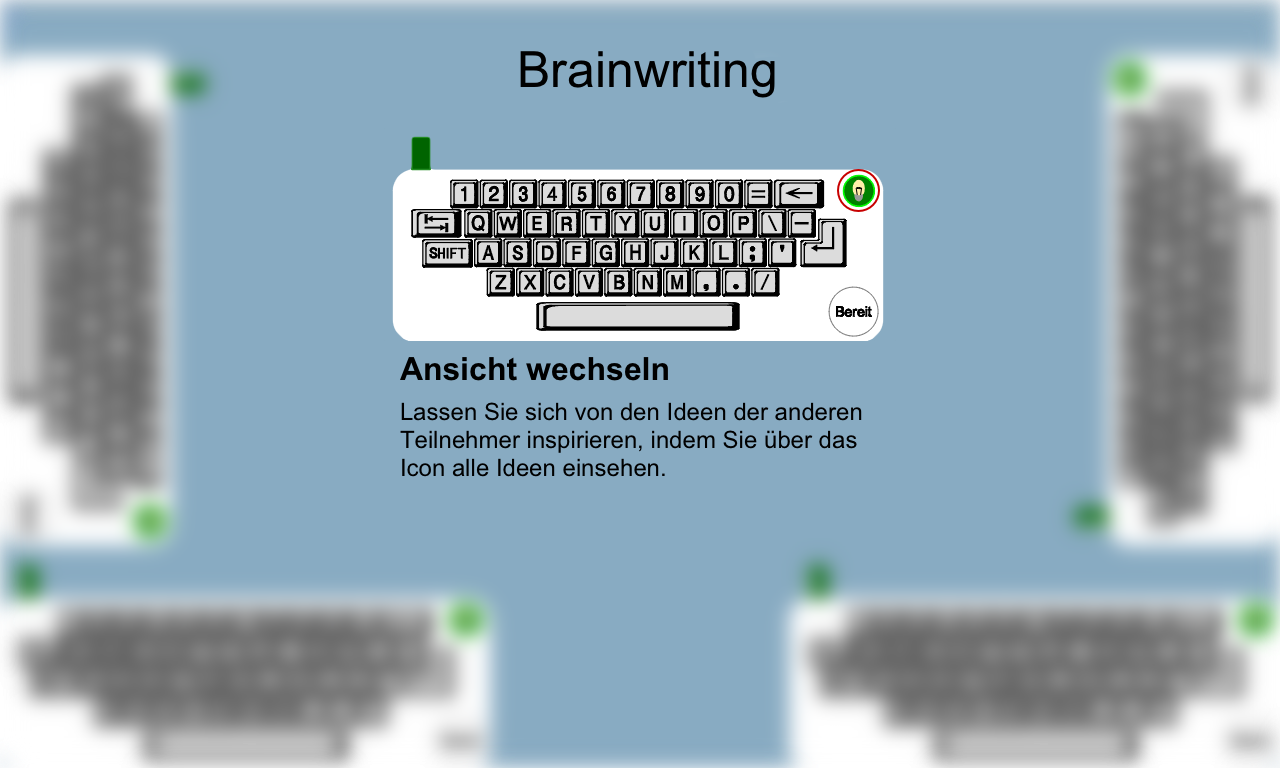 Brainwriting
1 2 3 4 5 6 7 8 9 0 =
Q W E R T Y U I O P \ –
SHIFT A S D F G H J K L ; '
Z X C V B N M , . /
Bereit
Ansicht wechseln
Lassen Sie sich von den Ideen der anderen
Teilnehmer inspirieren, indem Sie über das
Icon alle Ideen einsehen.